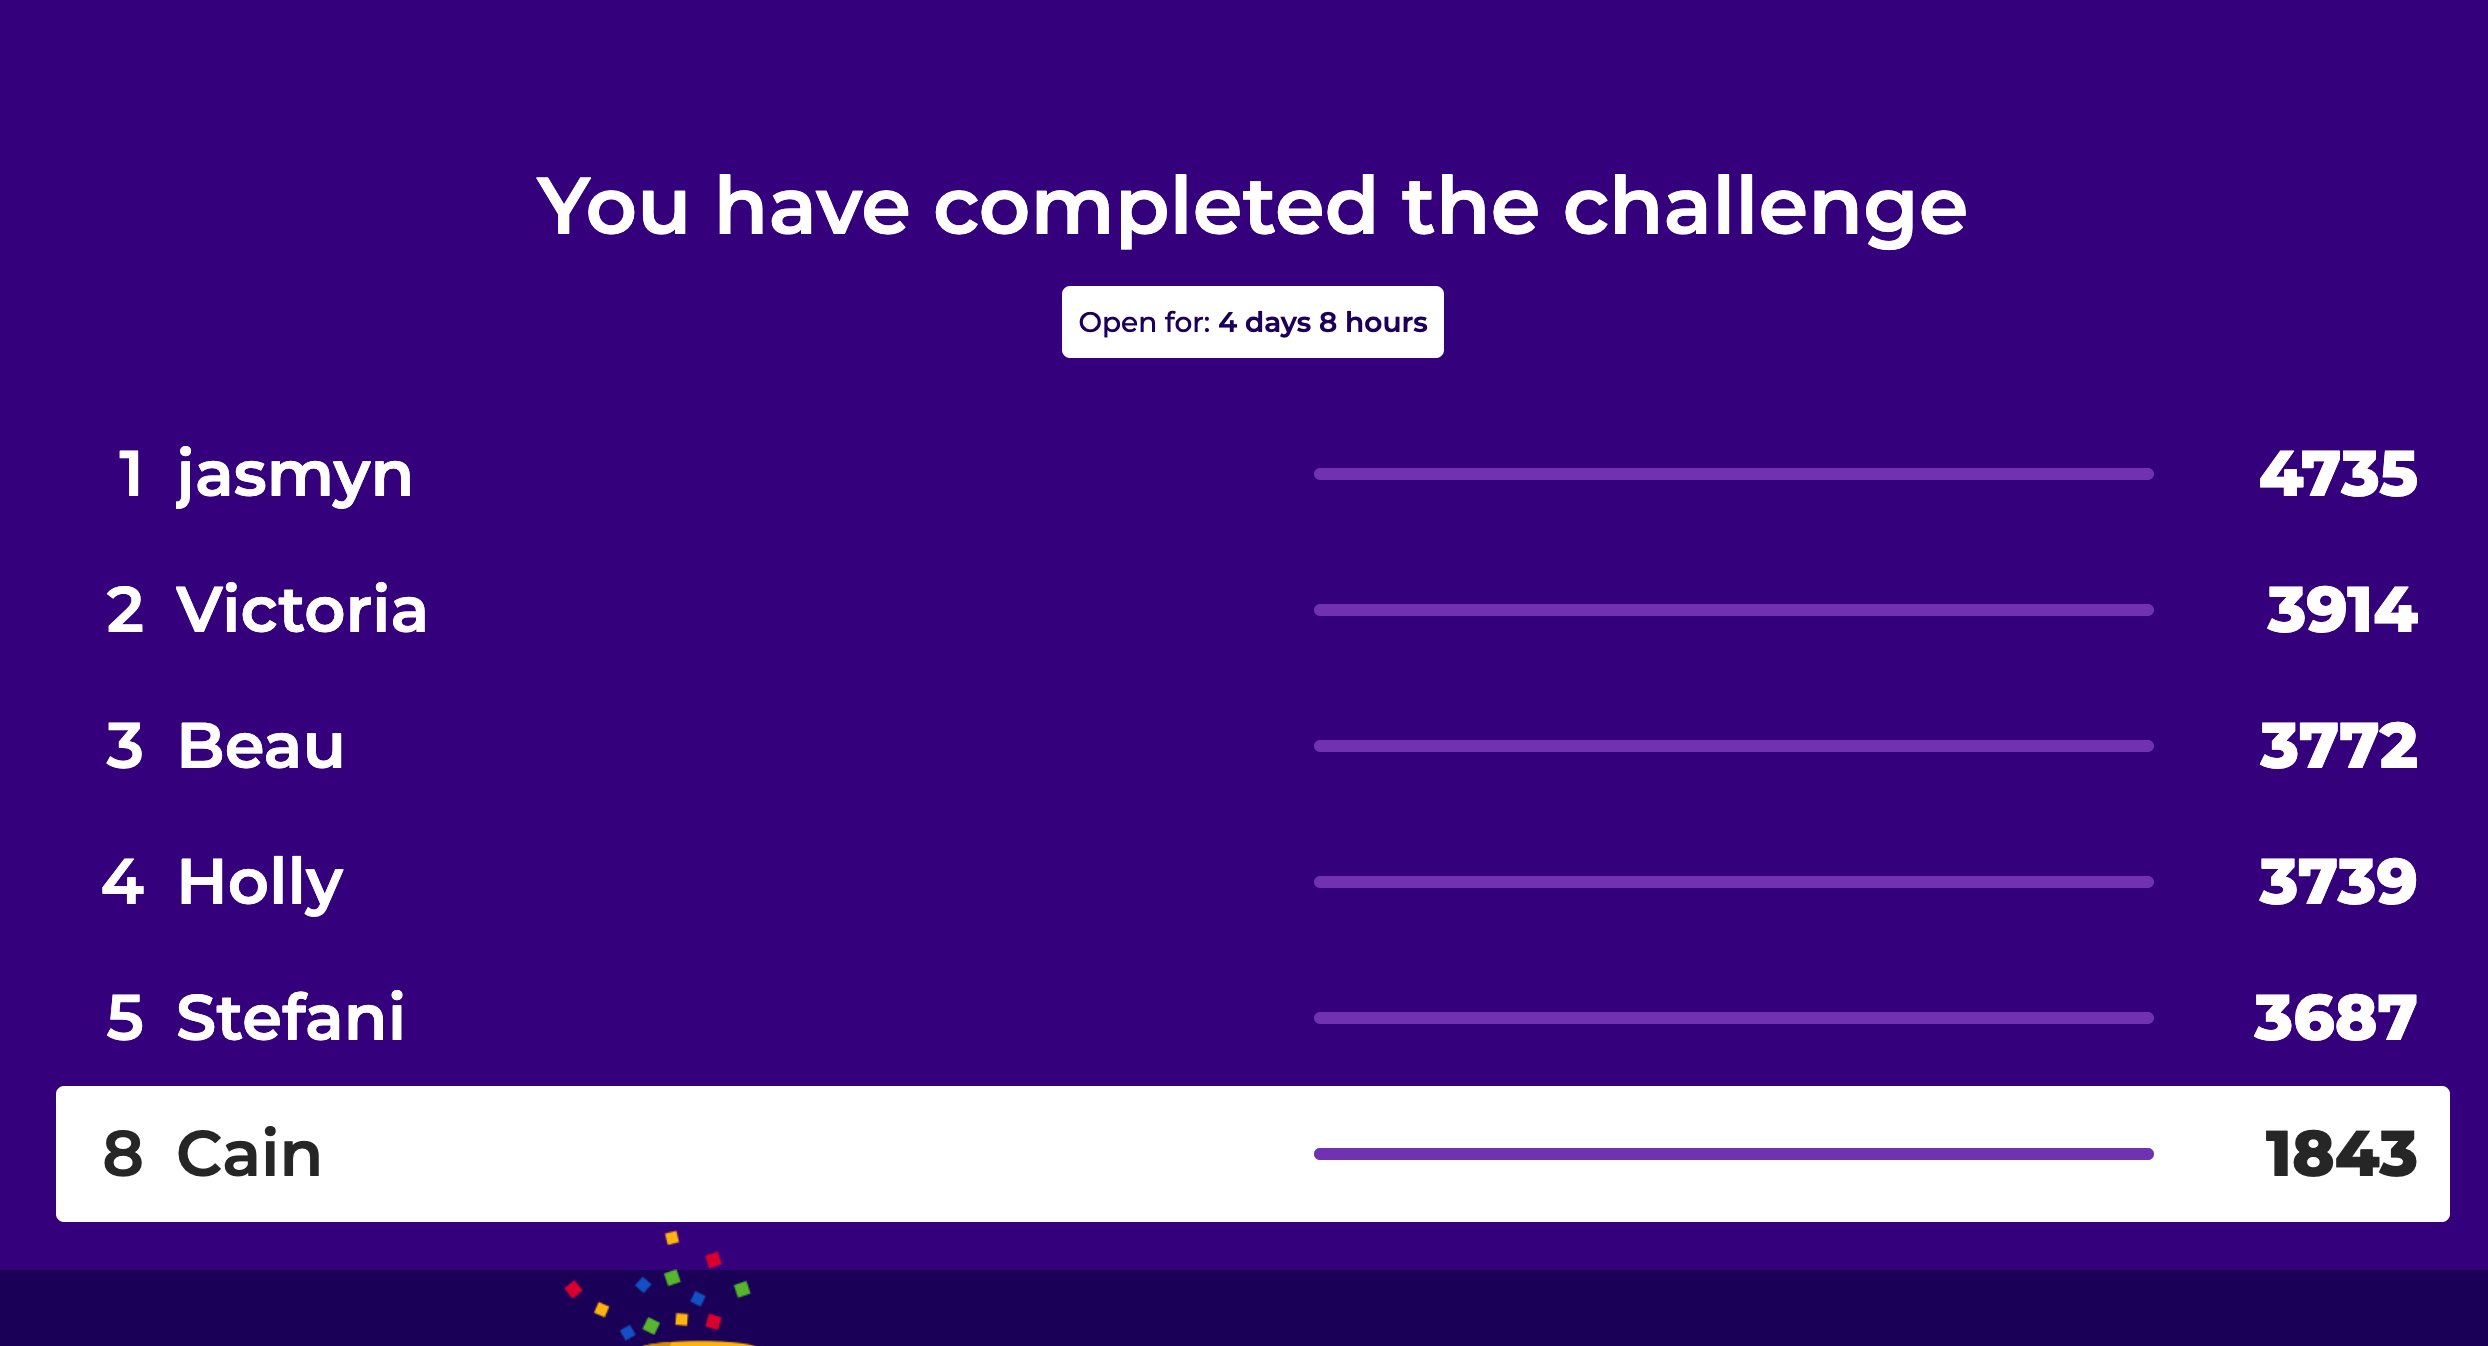 You have completed the challenge
Open for: 4 days 8 hours
1 jasmyn 4735
2 Victoria 3914
3 Beau 3772
4 Holly 3739
5 Stefani 3687
8 Cain 1843